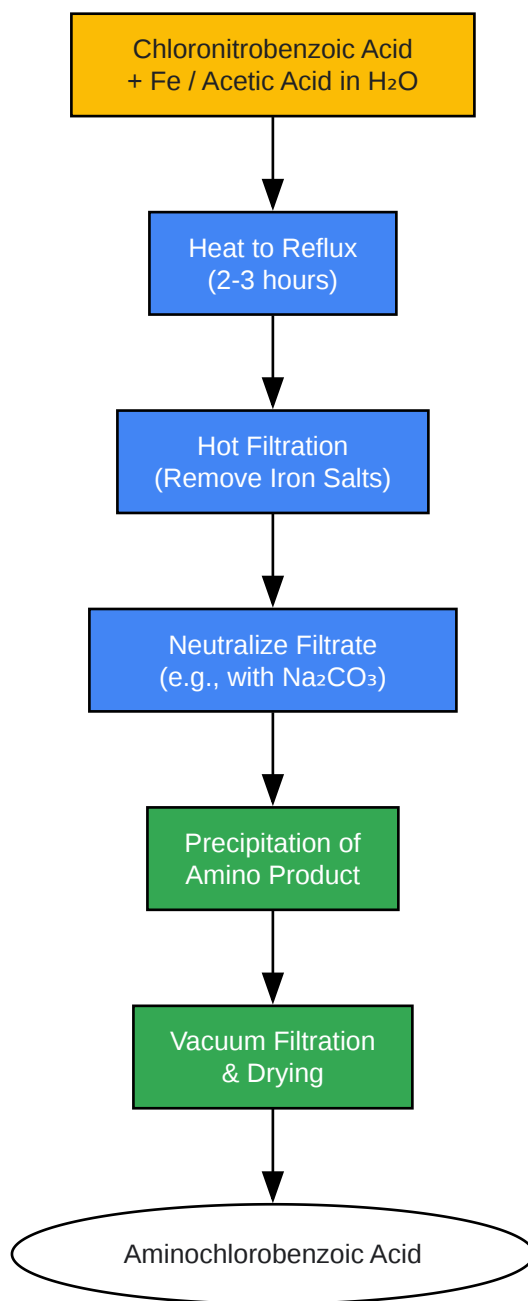 Chloronitrobenzoic Acid
+ Fe / Acetic Acid in H₂O
Heat to Reflux
(2-3 hours)
Hot Filtration
(Remove Iron Salts)
Neutralize Filtrate
(e.g., with Na₂CO₃)
Precipitation of
Amino Product
Vacuum Filtration
& Drying
Aminochlorobenzoic Acid